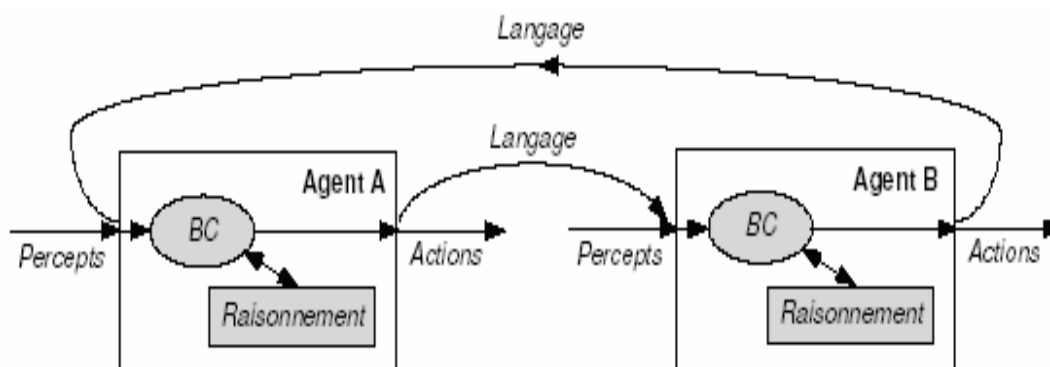 Langage
Langage
Agent A
BC
Percepts
Actions
Raisonnement
Agent B
BC
Percepts
Actions
Raisonnement